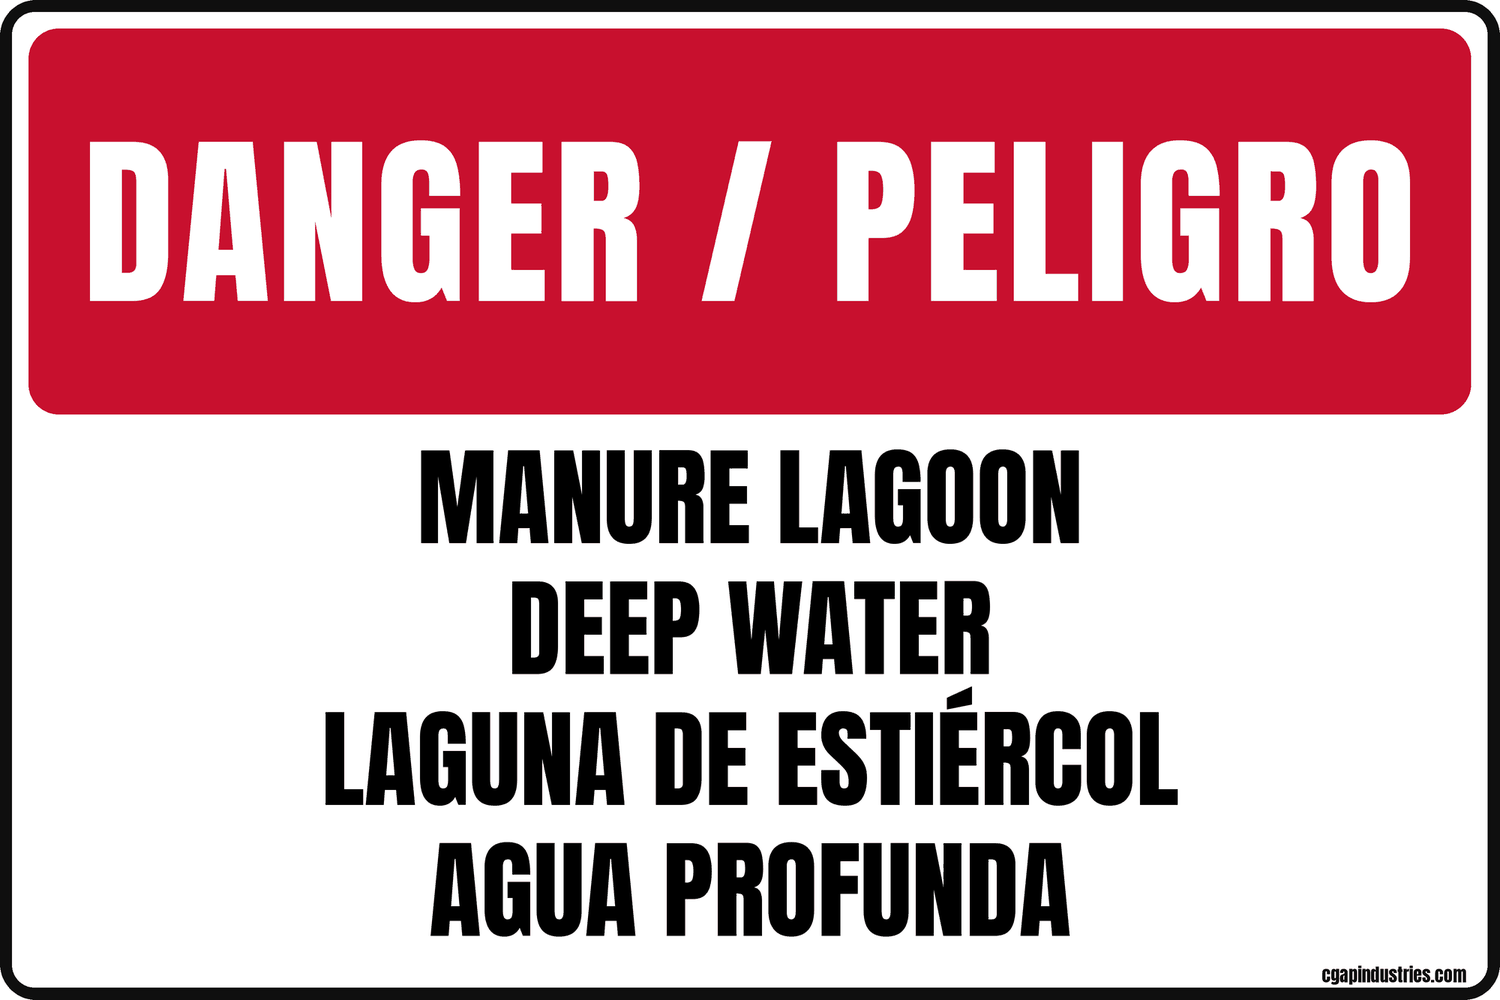 DANGER / PELIGRO
MANURE LAGOON
DEEP WATER
LAGUNA DE ESTIÉRCOL
AGUA PROFUNDA
cgapindustries.com